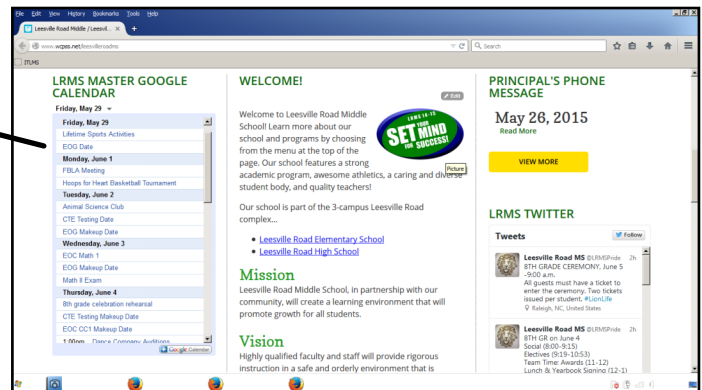 File Edit View History Bookmarks Tools Help
Leesville Road Middle / Leesvil... × +
www.wcpss.net/leesvilleroadms
Search
ITLMS
LRMS MASTER GOOGLE
CALENDAR
Friday, May 29
Friday, May 29
Lifetime Sports Activities
EOG Date
Monday, June 1
FBLA Meeting
Hoops for Heart Basketball Tournament
Tuesday, June 2
Animal Science Club
CTE Testing Date
EOG Makeup Date
Wednesday, June 3
EOC Math 1
EOG Makeup Date
Math II Exam
Thursday, June 4
8th grade celebration rehearsal
CTE Testing Makeup Date
EOC CC1 Makeup Date
1:00pm Dance Company Auditions
Google Calendar
WELCOME!
Edit
Welcome to Leesville Road Middle
School! Learn more about our
school and programs by choosing
from the menu at the top of the
page. Our school features a strong
academic program, awesome athletics, a caring and diverse
student body, and quality teachers!
LRMS 14-15
SET YOUR MIND
FOR SUCCESS!
Picture
Our school is part of the 3-campus Leesville Road
complex...
• Leesville Road Elementary School
• Leesville Road High School
Mission
Leesville Road Middle School, in partnership with our
community, will create a learning environment that will
promote growth for all students.
Vision
Highly qualified faculty and staff will provide rigorous
instruction in a safe and orderly environment that is
PRINCIPAL'S PHONE
MESSAGE
May 26, 2015
Read More
VIEW MORE
LRMS TWITTER
Tweets
Follow
Leesville Road MS @LRMSPride 2h
8TH GRADE CEREMONY, June 5
-9:00 a.m.
All guests must have a ticket to
enter the ceremony. Two tickets
issued per student. #LionLife
Raleigh, NC, United States
Leesville Road MS @LRMSPride 2h
8TH GR on June 4
Social (8:00-9:15)
Electives (9:19-10:53)
Team Time: Awards (11-12)
Lunch & Yearbook Signing (12-1)